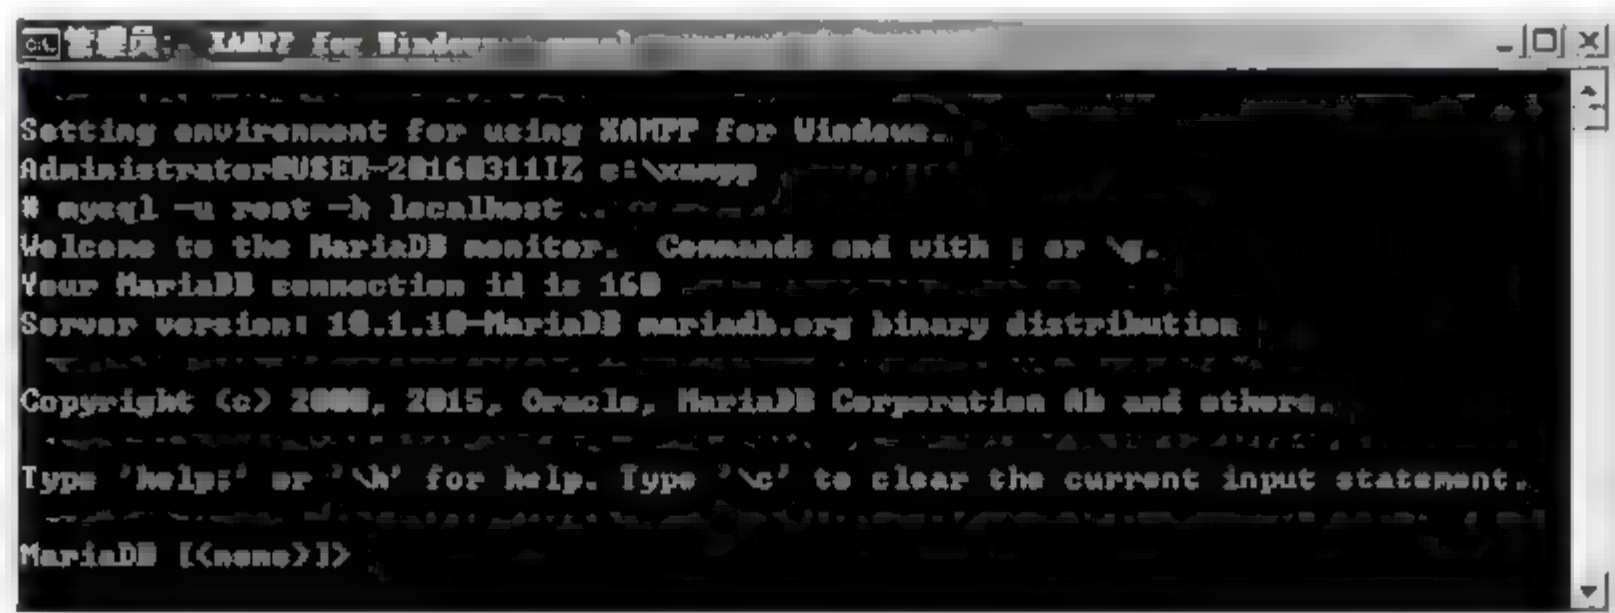 管理员: XAMPP for Windows
Setting environment for using XAMPP for Windows.
Administrator@USER-20160311IZ c:\xampp
# mysql -u root -h localhost
Welcome to the MariaDB monitor.  Commands end with ; or \g.
Your MariaDB connection id is 160
Server version: 10.1.10-MariaDB mariadb.org binary distribution
Copyright (c) 2000, 2015, Oracle, MariaDB Corporation Ab and others.
Type 'help;' or '\h' for help. Type '\c' to clear the current input statement.
MariaDB [(none)]>